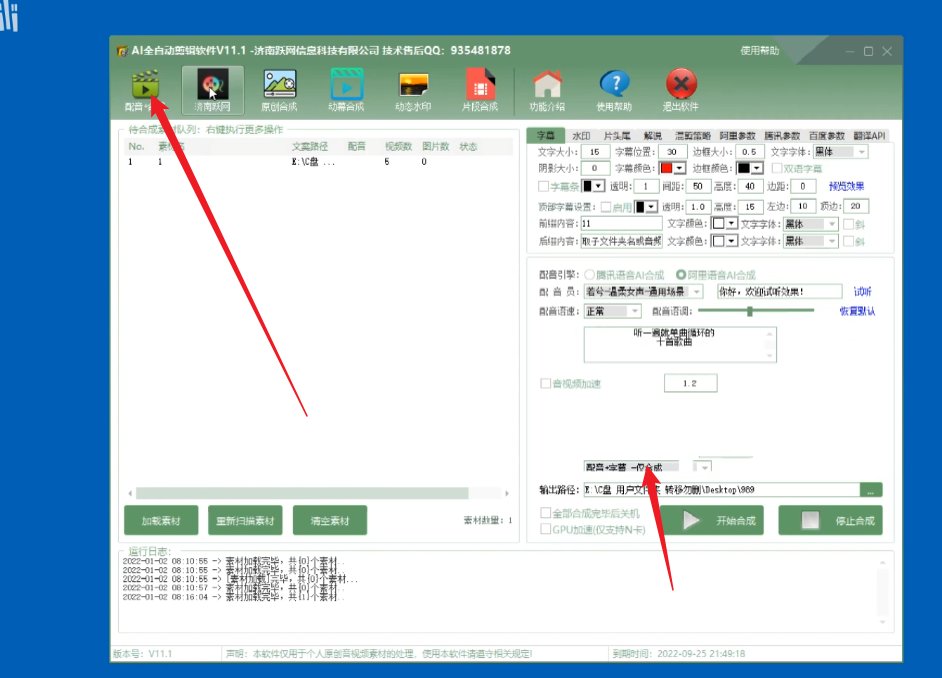 AI全自动剪辑软件V11.1 -济南跃网信息科技有限公司 技术售后QQ：935481878
使用帮助
济南跃网
原创合成
动幕合成
动态水印
片段合成
功能介绍
使用帮助
退出软件
待合成 队列：右键执行更多操作
No. 文案路径 配音 视频数 图片数 状态
1 1 E:\C盘 ... 5 0
字幕 水印 片头尾 解说 混剪策略 阿里参数 腾讯参数 百度参数 翻译API
文字大小： 15 字幕位置： 30 边框大小： 0.5 文字字体： 黑体
阴影大小： 0 字幕颜色： 边框颜色： 双语字幕
字幕条 透明： 1 间距： 50 高度： 40 边距： 0 预览效果
顶部字幕设置： 启用 透明： 1.0 高度： 15 左边： 10 顶边： 20
前缀内容： 11 文字颜色： 文字字体： 黑体 斜
后缀内容： 取子文件夹名或音频 文字颜色： 文字字体： 黑体 斜
配音引擎： 腾讯语音AI合成 阿里语音AI合成
配 音 员： 若兮-温柔女声-通用场景 你好，欢迎试听效果！ 试听
配音语速： 正常 配音语调： 恢复默认
听一遍就单曲循环的
十首歌曲
音视频加速 1.2
配音+字幕 -仅合成
输出路径： E:\C盘 用户文件夹 转移勿删\Desktop\989 ...
加载素材 重新扫描素材 清空素材 素材数量：1
全部合成完毕后关机
GPU加速(仅支持N卡)
开始合成 停止合成
运行日志：
2022-01-02 08:10:55 -> 素材加载完毕，共[0]个素材..
2022-01-02 08:10:55 -> 素材加载完毕，共[0]个素材..
2022-01-02 08:10:55 -> [素材加载]完毕，共[0]个素材...
2022-01-02 08:10:57 -> 素材加载完毕，共[0]个素材..
2022-01-02 08:16:04 -> 素材加载完毕，共[1]个素材..
版本号：V11.1 声明：本软件仅用于个人原创音视频素材的处理，使用本软件请遵守相关规定! 到期时间：2022-09-25 21:49:18